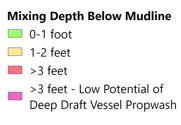 Mixing Depth Below Mudline
0-1 foot
1-2 feet
>3 feet
>3 feet - Low Potential of
Deep Draft Vessel Propwash